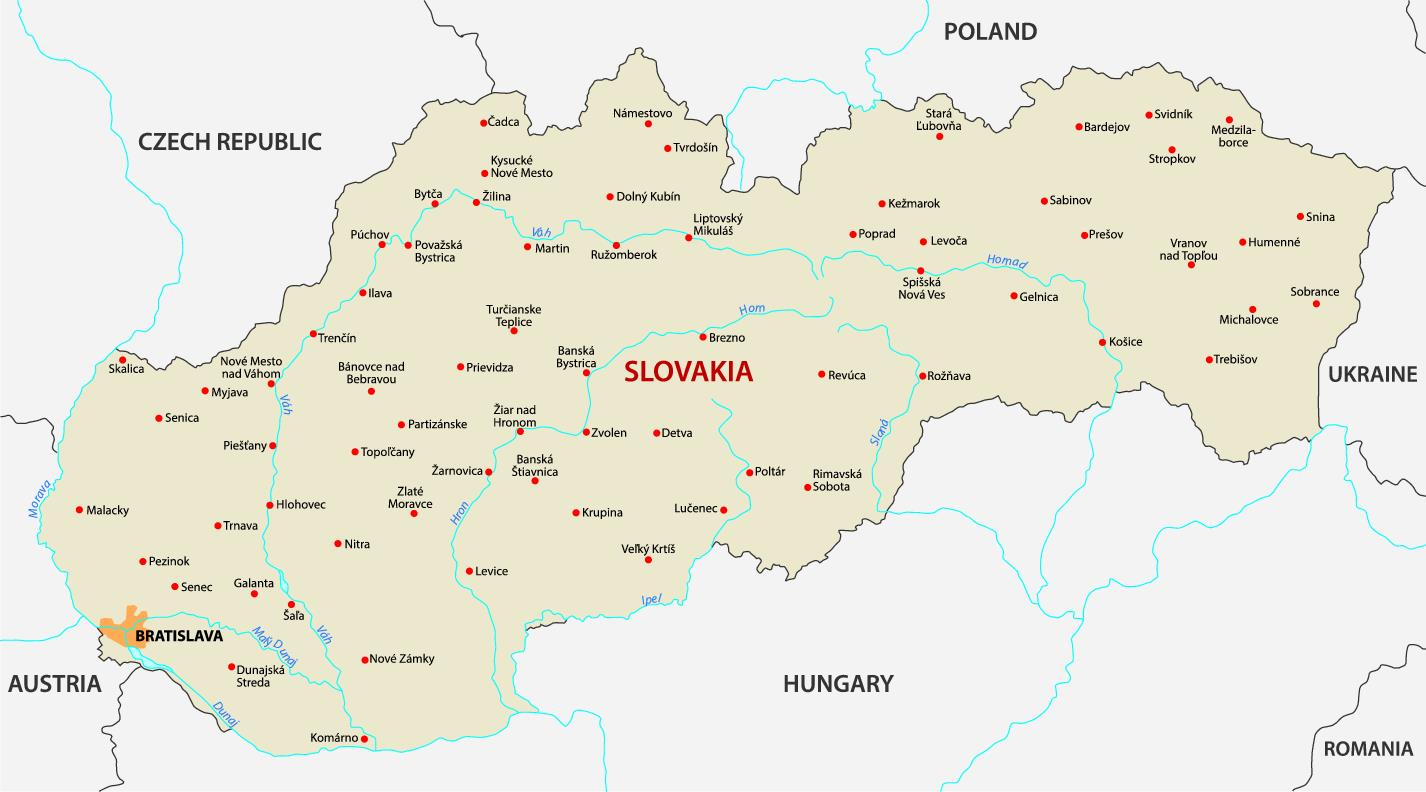 POLAND
CZECH REPUBLIC
Čadca
Námestovo
Stará
Ľubovňa
Svidník
Bardejov
Medzila-
borce
Tvrdošín
Stropkov
Kysucké
Nové Mesto
Bytča
Žilina
Dolný Kubín
Kežmarok
Sabinov
Snina
Liptovský
Mikuláš
Púchov
Váh
Považská
Bystrica
Martin
Ružomberok
Poprad
Levoča
Prešov
Vranov
nad Topľou
Humenné
Hornad
Spišská
Nová Ves
Gelnica
Sobrance
Ilava
Turčianske
Teplice
Horn
Michalovce
Trenčín
Brezno
Košice
Skalica
Nové Mesto
nad Váhom
Bánovce nad
Bebravou
Prievidza
Banská
Bystrica
SLOVAKIA
Revúca
Rožňava
Trebišov
UKRAINE
Myjava
Váh
Senica
Partizánske
Žiar nad
Hronom
Zvolen
Detva
Slaná
Piešťany
Topoľčany
Žarnovica
Banská
Štiavnica
Poltár
Rimavská
Sobota
Morava
Malacky
Hlohovec
Zlaté
Moravce
Hron
Krupina
Lučenec
Trnava
Nitra
Veľký Krtíš
Pezinok
Senec
Galanta
Levice
Šaľa
Ipel
BRATISLAVA
Malý Dunaj
Váh
Dunajská
Streda
Nové Zámky
AUSTRIA
HUNGARY
Dunaj
Komárno
ROMANIA